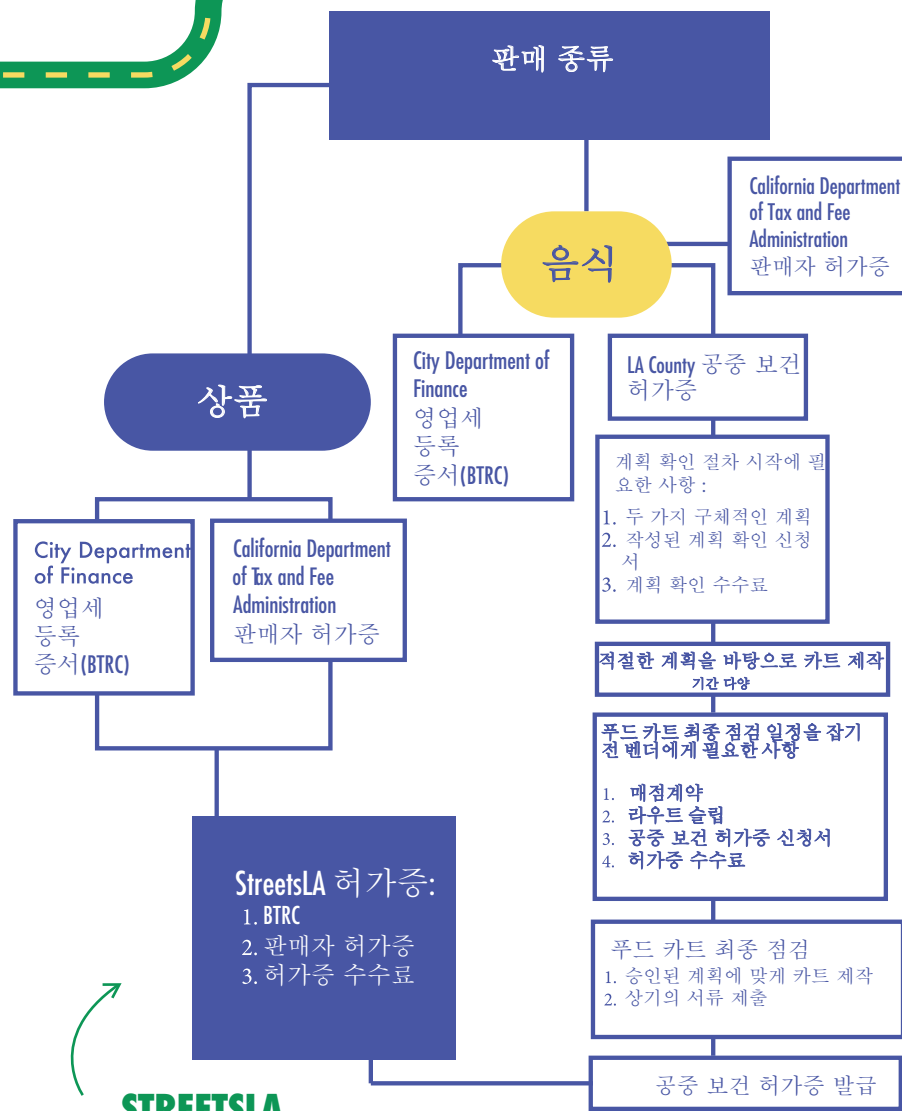 판매 종류
California Department
of Tax and Fee
Administration
판매자 허가증
음식
City Department of
Finance
영업세
등록
증서(BTRC)
LA County 공중 보건
허가증
상품
계획 확인 절차 시작에 필
요한 사항 :
1. 두 가지 구체적인 계획
2. 작성된 계획 확인 신청
서
3. 계획 확인 수수료
City Department
of Finance
영업세
등록
증서(BTRC)
California Department
of Tax and Fee
Administration
판매자 허가증
적절한 계획을 바탕으로 카트 제작
기간 다양
푸드 카트 최종 점검 일정을 잡기
전 벤더에게 필요한 사항
1. 매점계약
2. 라우트 슬립
3. 공중 보건 허가증 신청서
4. 허가증 수수료
StreetsLA 허가증:
1. BTRC
2. 판매자 허가증
3. 허가증 수수료
푸드 카트 최종 점검
1. 승인된 계획에 맞게 카트 제작
2. 상기의 서류 제출
공중 보건 허가증 발급
STREETSLA